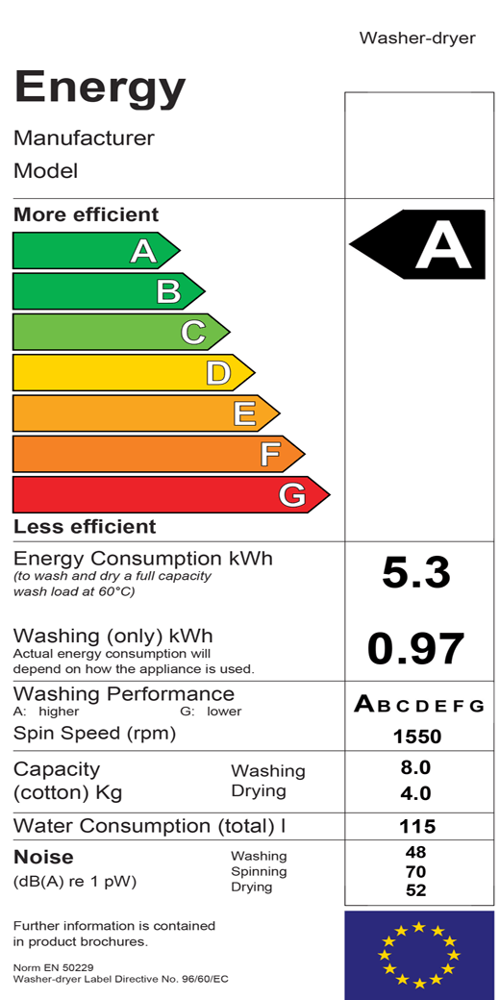 Washer-dryer
Energy
Manufacturer
Model
More efficient
A
A
B
C
D
E
F
G
Less efficient
Energy Consumption kWh
(to wash and dry a full capacity
wash load at 60°C)
5.3
Washing (only) kWh
Actual energy consumption will
depend on how the appliance is used.
0.97
Washing Performance
A: higher G: lower
A B C D E F G
Spin Speed (rpm) 1550
Capacity Washing 8.0
(cotton) Kg Drying 4.0
Water Consumption (total) l 115
Noise Washing 48
(dB(A) re 1 pW) Spinning 70
Drying 52
Further information is contained
in product brochures.
Norm EN 50229
Washer-dryer Label Directive No. 96/60/EC